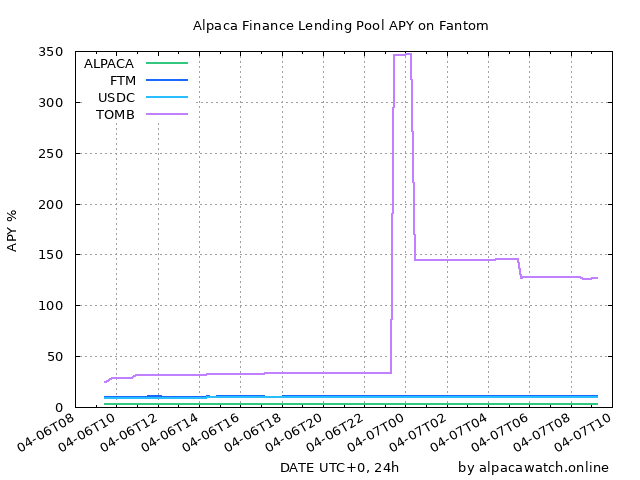 Alpaca Finance Lending Pool APY on Fantom
350
300
250
200
150
100
50
0
APY %
ALPACA
FTM
USDC
TOMB
04-06T08
04-06T10
04-06T12
04-06T14
04-06T16
04-06T18
04-06T20
04-06T22
04-07T00
04-07T02
04-07T04
04-07T06
04-07T08
04-07T10
DATE UTC+0, 24h
by alpacawatch.online